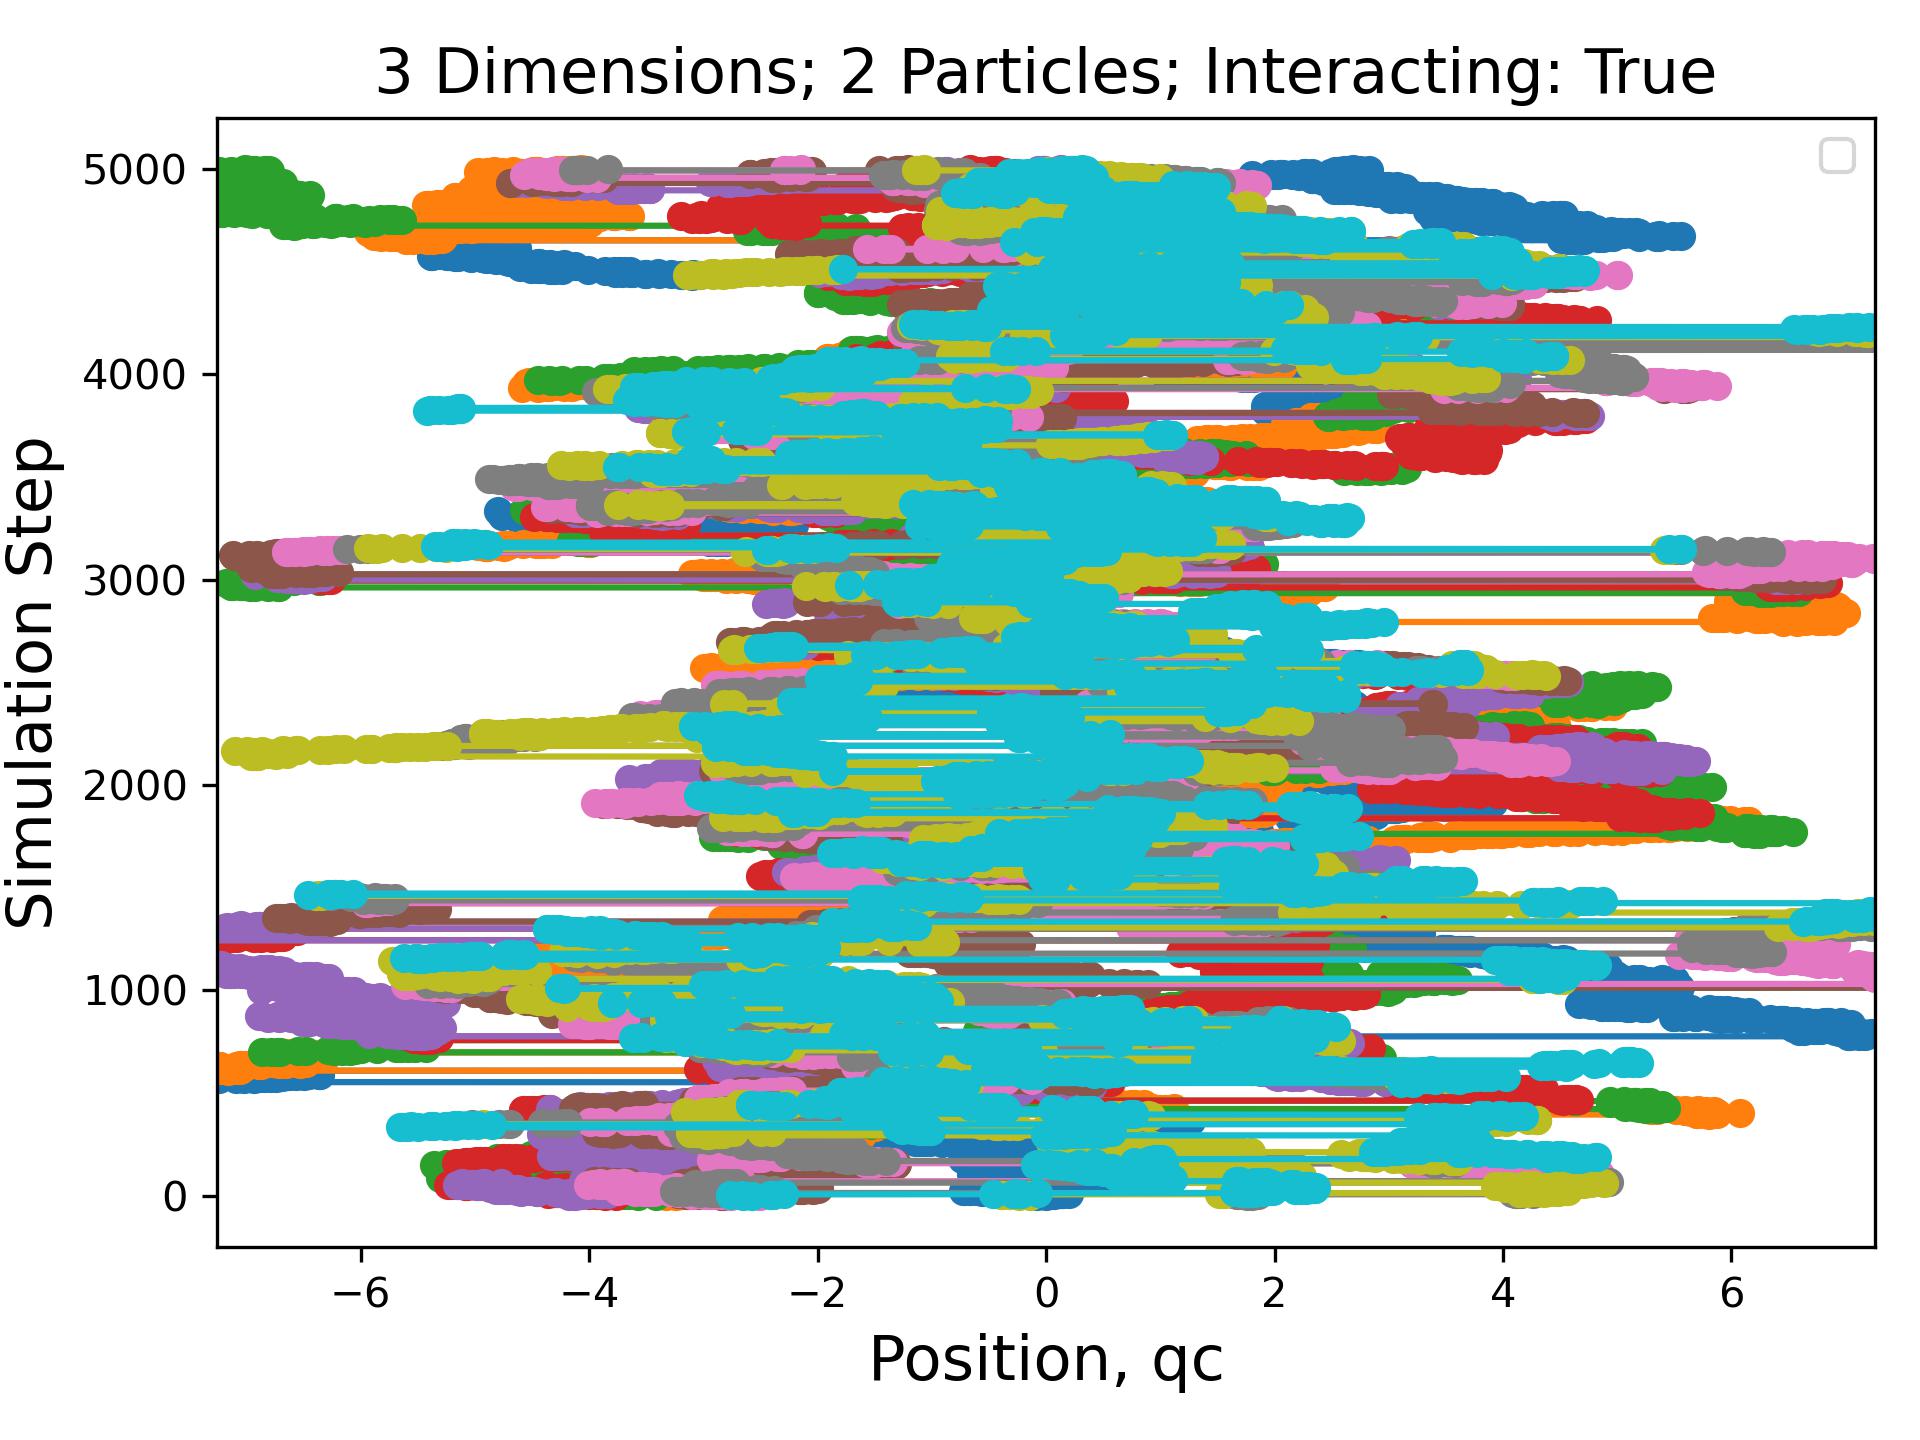 3 Dimensions; 2 Particles; Interacting: True
5000
4000
3000
2000
1000
0
Simulation Step
−6 −4 −2 0 2 4 6
Position, qc